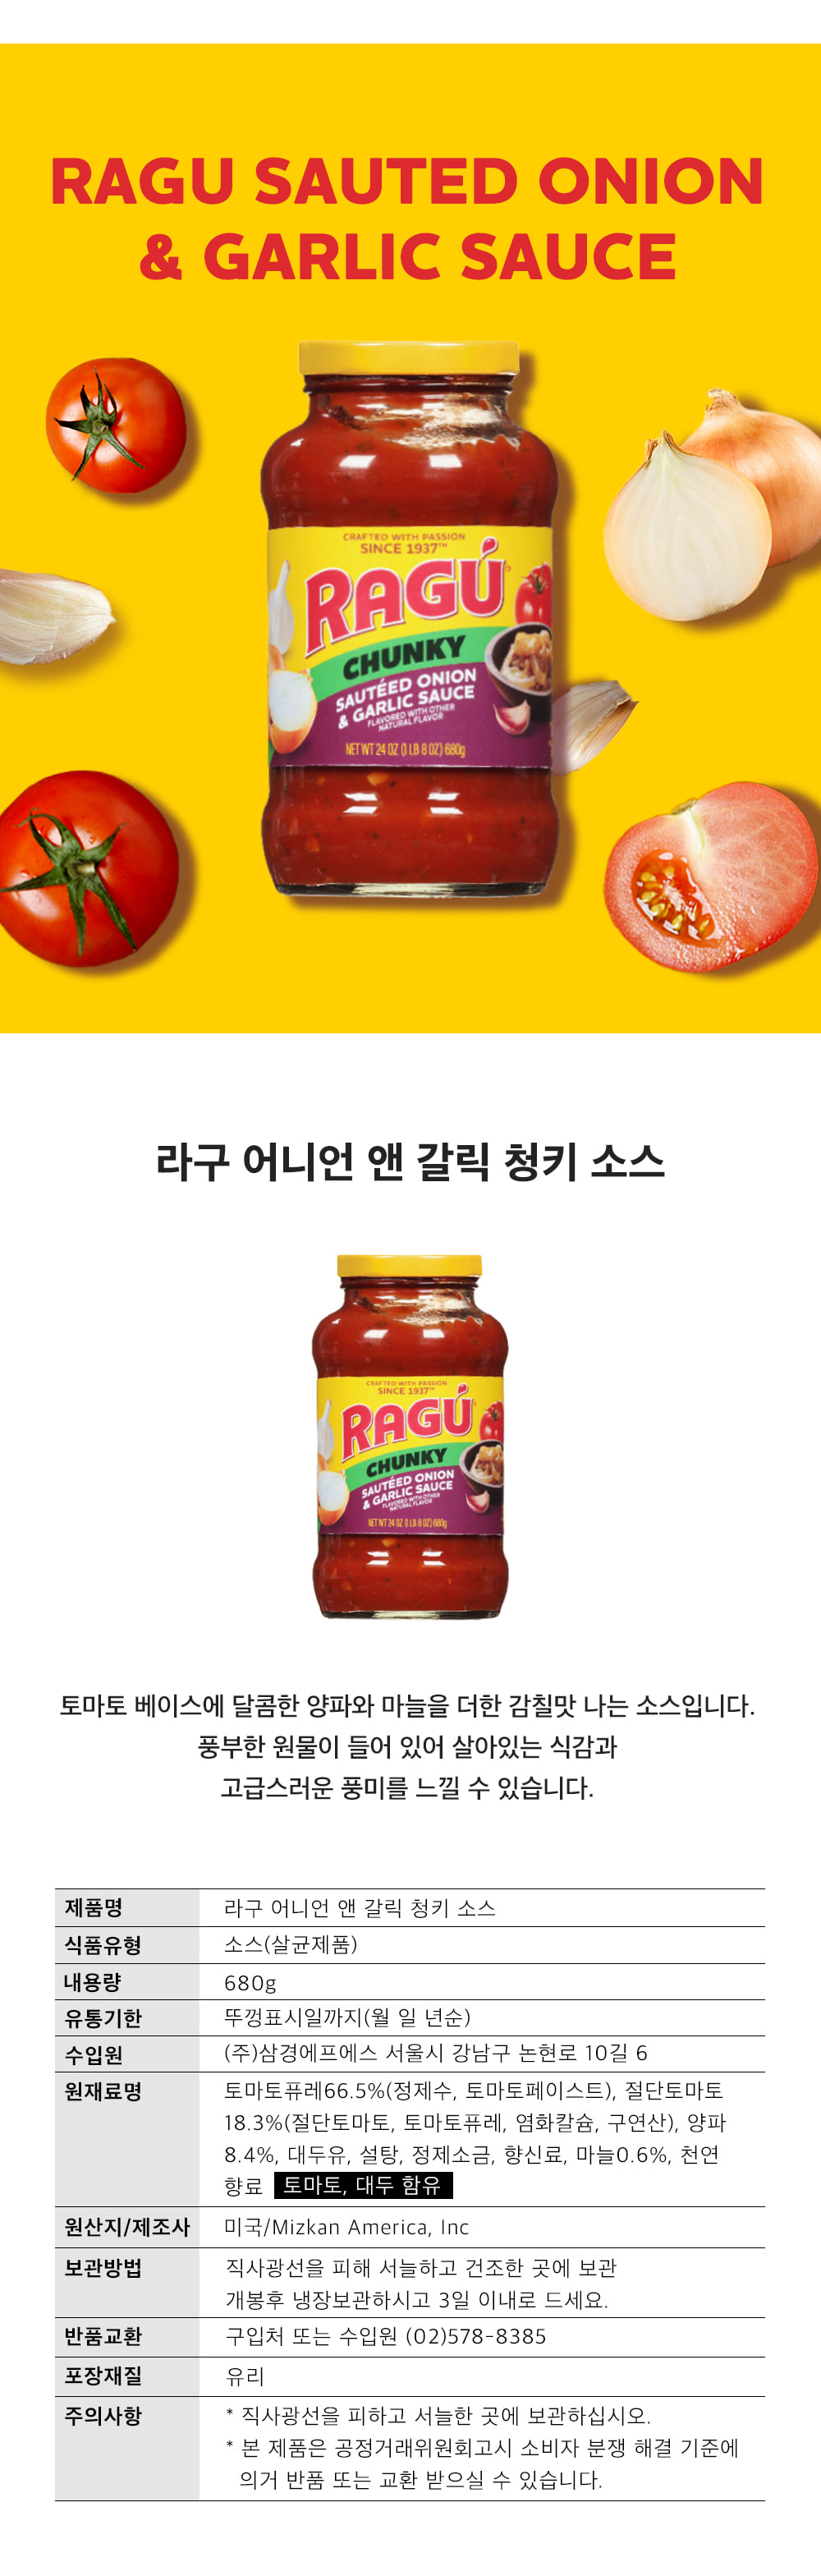 RAGU SAUTED ONION
& GARLIC SAUCE
CRAFTED WITH PASSION
SINCE 1937™
RAGÚ®
CHUNKY
SAUTÉED ONION
& GARLIC SAUCE
FLAVORED WITH OTHER
NATURAL FLAVOR
NET WT 24 OZ (1 LB 8 OZ) 680g
라구 어니언 앤 갈릭 청키 소스
CRAFTED WITH PASSION
SINCE 1937™
RAGÚ
CHUNKY
SAUTÉED ONION
& GARLIC SAUCE
FLAVORED WITH OTHER
NATURAL FLAVOR
NET WT 24 OZ (1 LB 8 OZ) 680g
토마토 베이스에 달콤한 양파와 마늘을 더한 감칠맛 나는 소스입니다.
풍부한 원물이 들어 있어 살아있는 식감과
고급스러운 풍미를 느낄 수 있습니다.
제품명 라구 어니언 앤 갈릭 청키 소스
식품유형 소스(살균제품)
내용량 680g
유통기한 뚜껑표시일까지(월 일 년순)
수입원 (주)삼경에프에스 서울시 강남구 논현로 10길 6
원재료명 토마토퓨레66.5%(정제수, 토마토페이스트), 절단토마토
18.3%(절단토마토, 토마토퓨레, 염화칼슘, 구연산), 양파
8.4%, 대두유, 설탕, 정제소금, 향신료, 마늘0.6%, 천연
향료 토마토, 대두 함유
원산지/제조사 미국/Mizkan America, Inc
보관방법 직사광선을 피해 서늘하고 건조한 곳에 보관
개봉후 냉장보관하시고 3일 이내로 드세요.
반품교환 구입처 또는 수입원 (02)578-8385
포장재질 유리
주의사항 * 직사광선을 피하고 서늘한 곳에 보관하십시오.
* 본 제품은 공정거래위원회고시 소비자 분쟁 해결 기준에
의거 반품 또는 교환 받으실 수 있습니다.